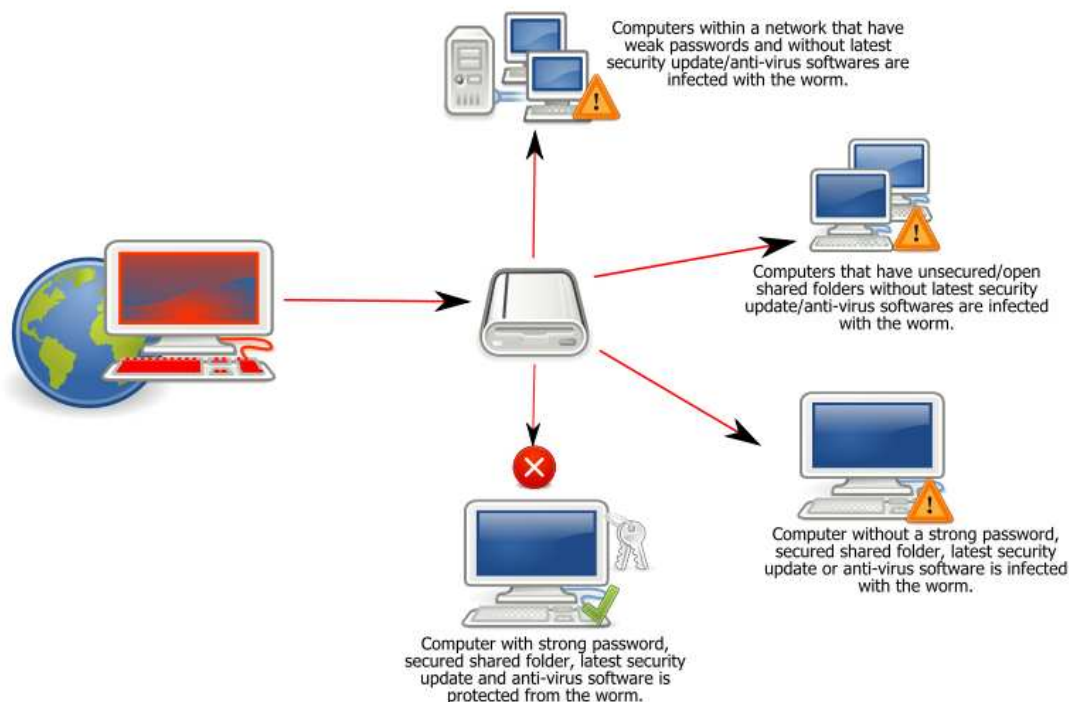 Computers within a network that have
weak passwords and without latest
security update/anti-virus softwares are
infected with the worm.
Computers that have unsecured/open
shared folders without latest security
update/anti-virus softwares are infected
with the worm.
Computer without a strong password,
secured shared folder, latest security
update or anti-virus software is infected
with the worm.
Computer with strong password,
secured shared folder, latest security
update and anti-virus software is
protected from the worm.